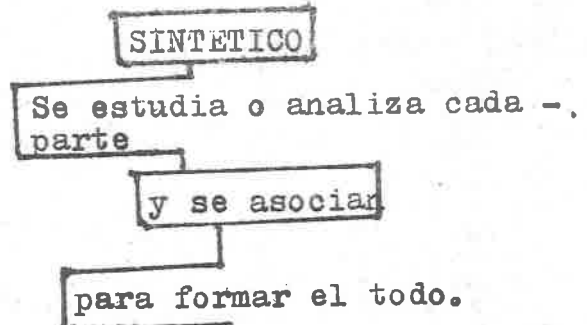 SINTETICO
Se estudia o analiza cada -.
parte
y se asocian
para formar el todo.